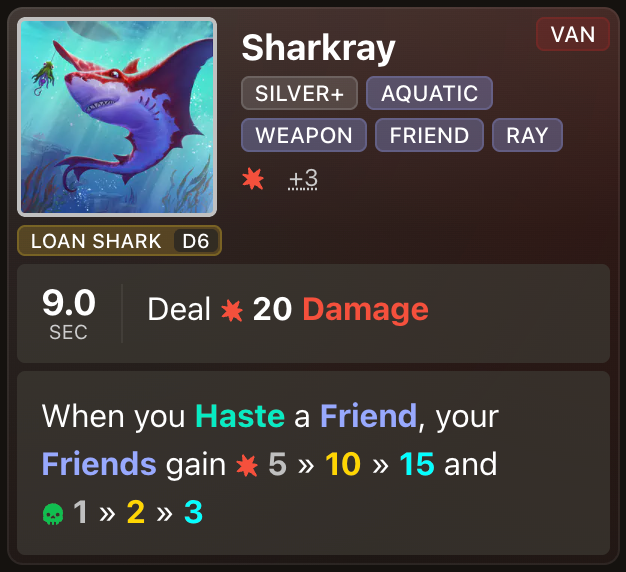 Sharkray
VAN
SILVER+ AQUATIC
WEAPON FRIEND RAY
+3
LOAN SHARK D6
9.0
SEC
Deal 20 Damage
When you Haste a Friend, your
Friends gain 5 » 10 » 15 and
1 » 2 » 3